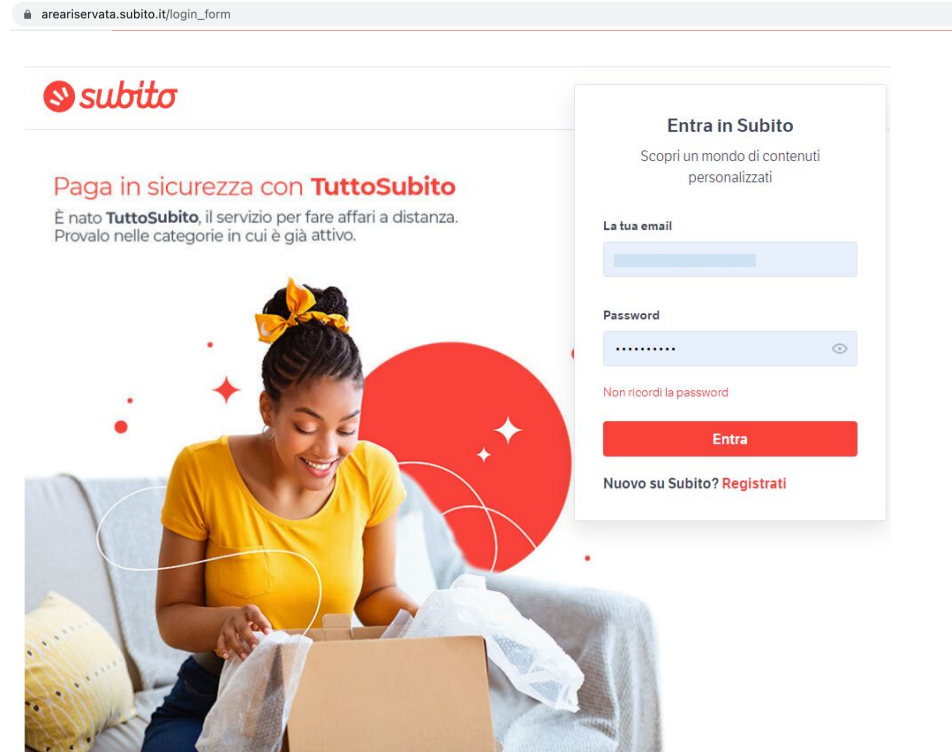 areariservata.subito.it/login_form
subito
Paga in sicurezza con TuttoSubito
È nato TuttoSubito, il servizio per fare affari a distanza.
Provalo nelle categorie in cui è già attivo.
Entra in Subito
Scopri un mondo di contenuti
personalizzati
La tua email
Password
••••••••••
Non ricordi la password
Entra
Nuovo su Subito? Registrati